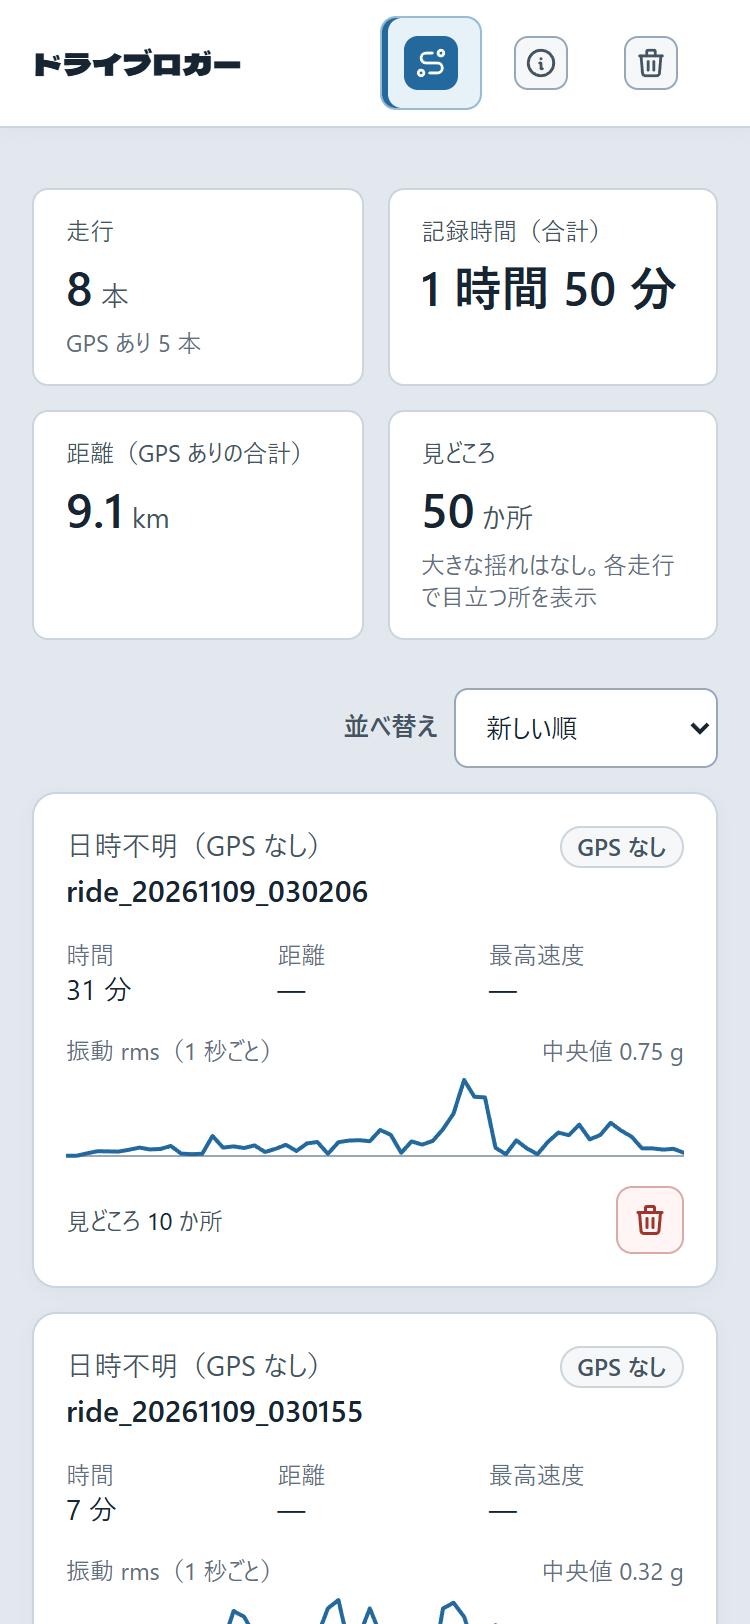 ドライブロガー
走行
8 本
GPS あり 5 本
記録時間（合計）
1 時間 50 分
距離（GPS ありの合計）
9.1 km
見どころ
50 か所
大きな揺れはなし。各走行
で目立つ所を表示
並べ替え 新しい順
日時不明（GPS なし） GPS なし
ride_20261109_030206
時間 距離 最高速度
31 分 — —
振動 rms（1 秒ごと） 中央値 0.75 g
見どころ 10 か所
日時不明（GPS なし） GPS なし
ride_20261109_030155
時間 距離 最高速度
7 分 — —
振動 rms（1 秒ごと） 中央値 0.32 g